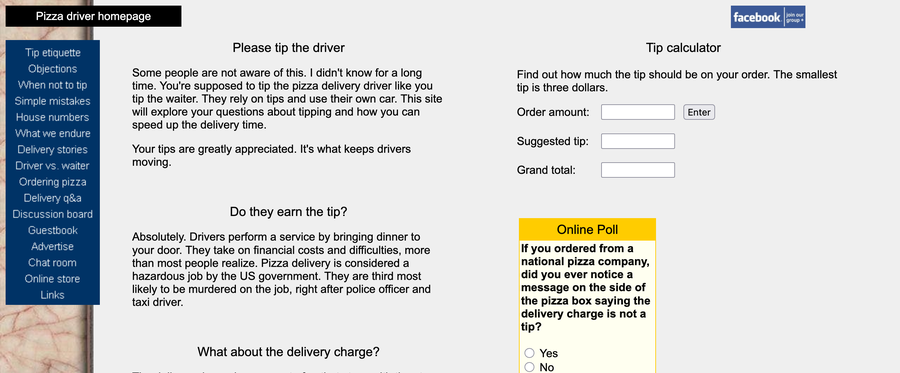 Pizza driver homepage
facebook join our group +
Tip etiquette
Objections
When not to tip
Simple mistakes
House numbers
What we endure
Delivery stories
Driver vs. waiter
Ordering pizza
Delivery q&a
Discussion board
Guestbook
Advertise
Chat room
Online store
Links
Please tip the driver
Some people are not aware of this. I didn't know for a long
time. You're supposed to tip the pizza delivery driver like you
tip the waiter. They rely on tips and use their own car. This site
will explore your questions about tipping and how you can
speed up the delivery time.
Your tips are greatly appreciated. It's what keeps drivers
moving.
Do they earn the tip?
Absolutely. Drivers perform a service by bringing dinner to
your door. They take on financial costs and difficulties, more
than most people realize. Pizza delivery is considered a
hazardous job by the US government. They are third most
likely to be murdered on the job, right after police officer and
taxi driver.
What about the delivery charge?
Tip calculator
Find out how much the tip should be on your order. The smallest
tip is three dollars.
Order amount: Enter
Suggested tip:
Grand total:
Online Poll
If you ordered from a
national pizza company,
did you ever notice a
message on the side of
the pizza box saying the
delivery charge is not a
tip?
Yes
No